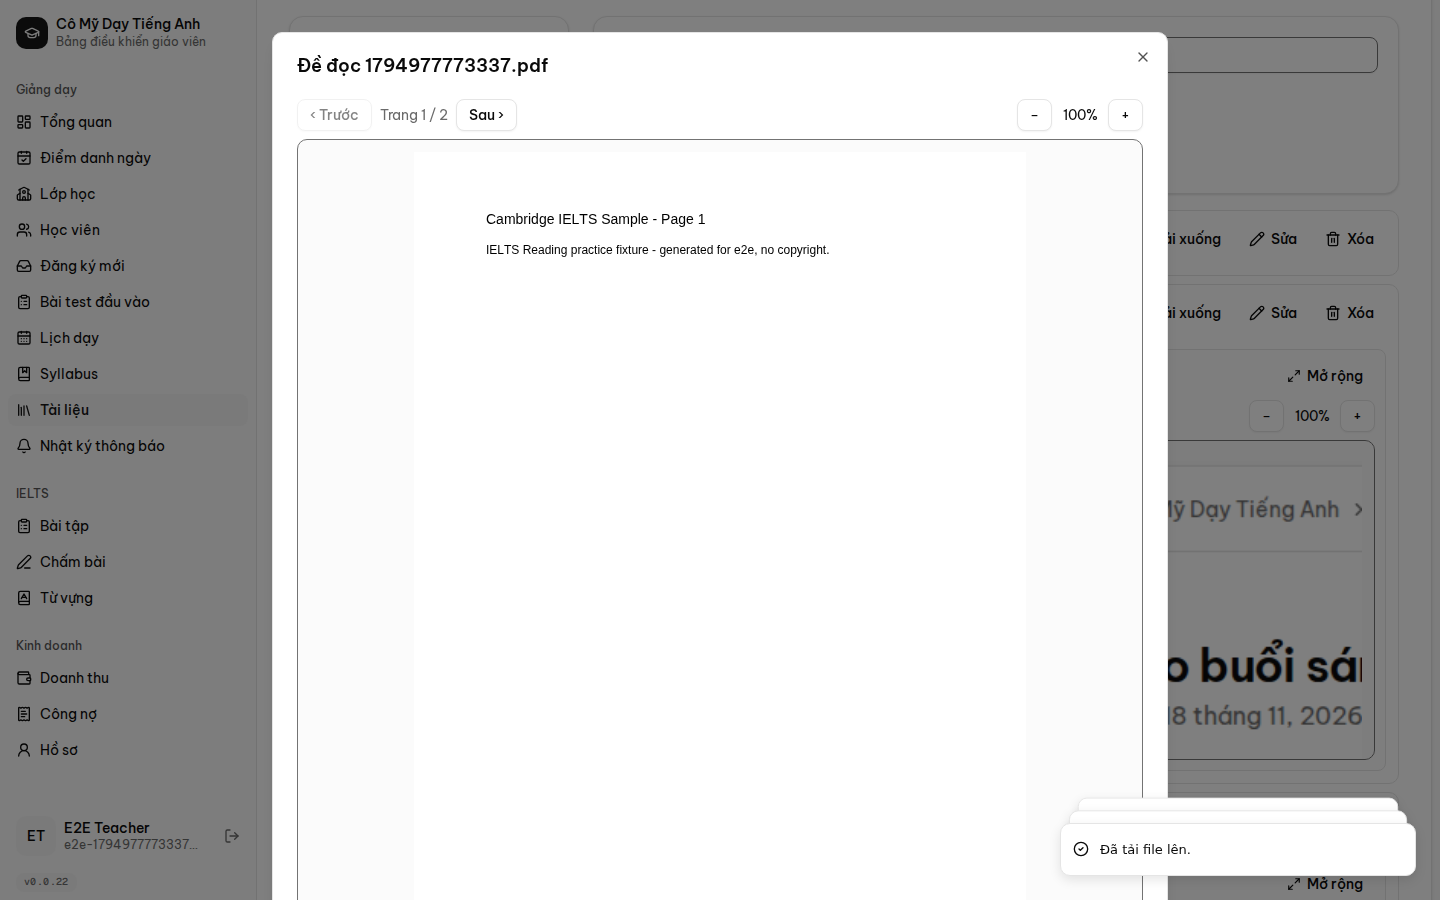 Cô Mỹ Dạy Tiếng Anh
Bảng điều khiển giáo viên
Giảng dạy
Tổng quan
Điểm danh ngày
Lớp học
Học viên
Đăng ký mới
Bài test đầu vào
Lịch dạy
Syllabus
Tài liệu
Nhật ký thông báo
IELTS
Bài tập
Chấm bài
Từ vựng
Kinh doanh
Doanh thu
Công nợ
Hồ sơ
ET
E2E Teacher
e2e-1794977773337...
v0.0.22
Đề đọc 1794977773337.pdf
‹ Trước
Trang 1 / 2
Sau ›
−
100%
+
Cambridge IELTS Sample - Page 1
IELTS Reading practice fixture - generated for e2e, no copyright.
xuống
Sửa
Xóa
xuống
Sửa
Xóa
Mở rộng
−
100%
+
Mỹ Dạy Tiếng Anh ›
buổi
18 tháng 11, 2026
Đã tải file lên.
Mở rộng